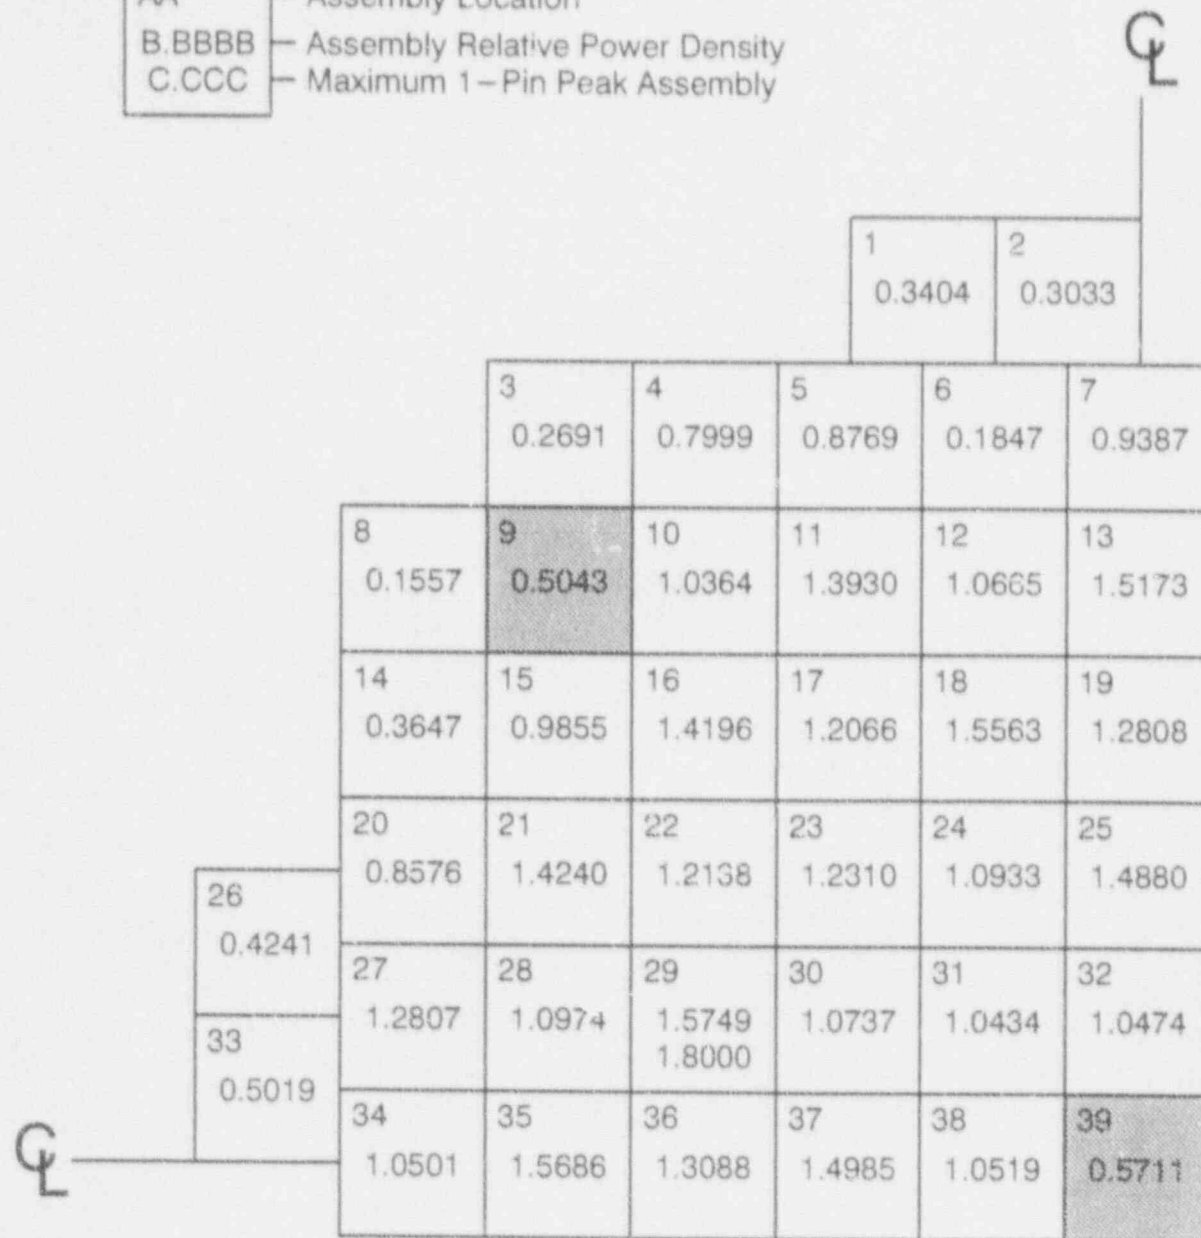 AA – Assembly Location
B.BBBB – Assembly Relative Power Density
C.CCC – Maximum 1–Pin Peak Assembly
CL
1 2
0.3404 0.3033
3 4 5 6 7
0.2691 0.7999 0.8769 0.1847 0.9387
8 9 10 11 12 13
0.1557 0.5043 1.0364 1.3930 1.0665 1.5173
14 15 16 17 18 19
0.3647 0.9855 1.4196 1.2066 1.5563 1.2808
20 21 22 23 24 25
0.8576 1.4240 1.2138 1.2310 1.0933 1.4880
26
0.4241
27 28 29 30 31 32
1.2807 1.0974 1.5749 1.0737 1.0434 1.0474
1.8000
33
0.5019
34 35 36 37 38 39
1.0501 1.5686 1.3088 1.4985 1.0519 0.5711
CL